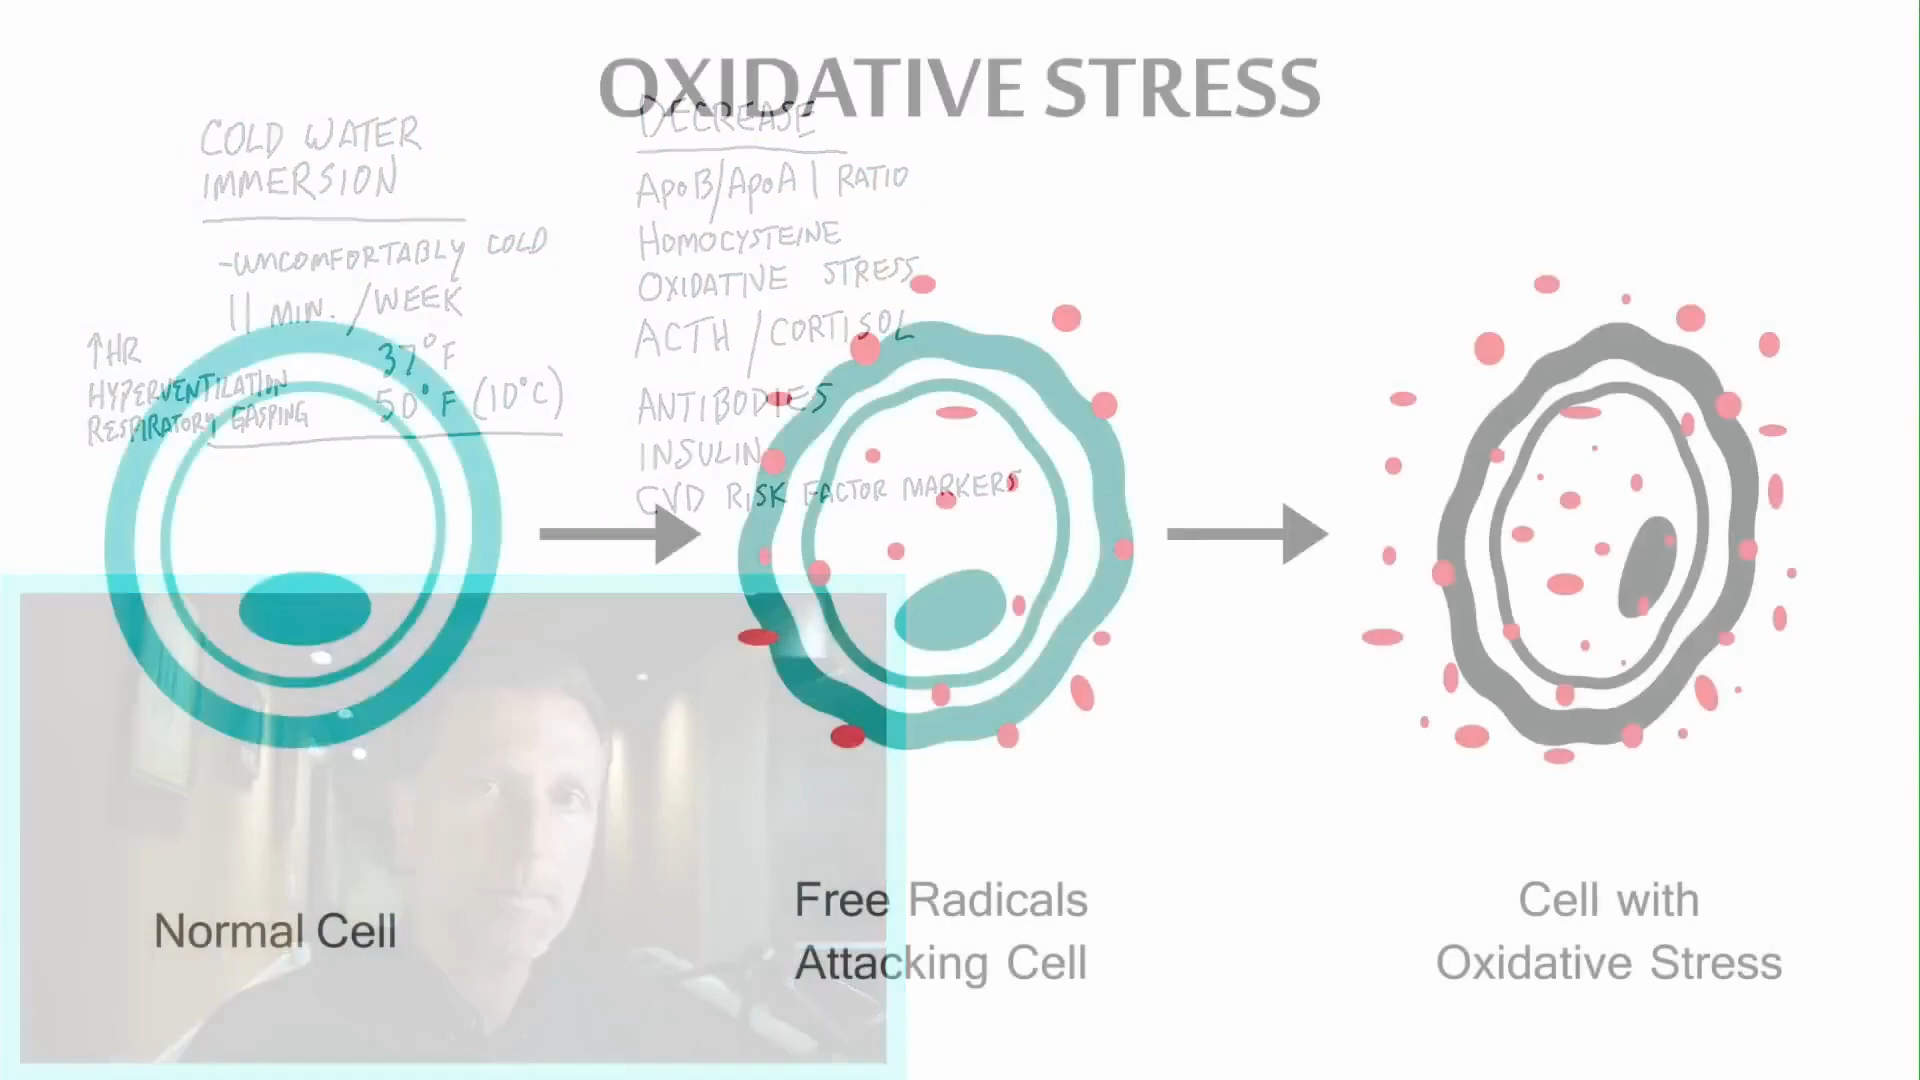 OXIDATIVE STRESS
COLD WATER
IMMERSION
-UNCOMFORTABLY COLD
11 MIN. /WEEK
↑HR
37°F
HYPERVENTILATION
50°F (10°C)
RESPIRATORY GASPING
DECREASE
APOB/APOA1 RATIO
HOMOCYSTEINE
OXIDATIVE STRESS
ACTH/CORTISOL
ANTIBODIES
INSULIN
CVD RISK FACTOR MARKERS
Normal Cell
Free Radicals
Attacking Cell
Cell with
Oxidative Stress